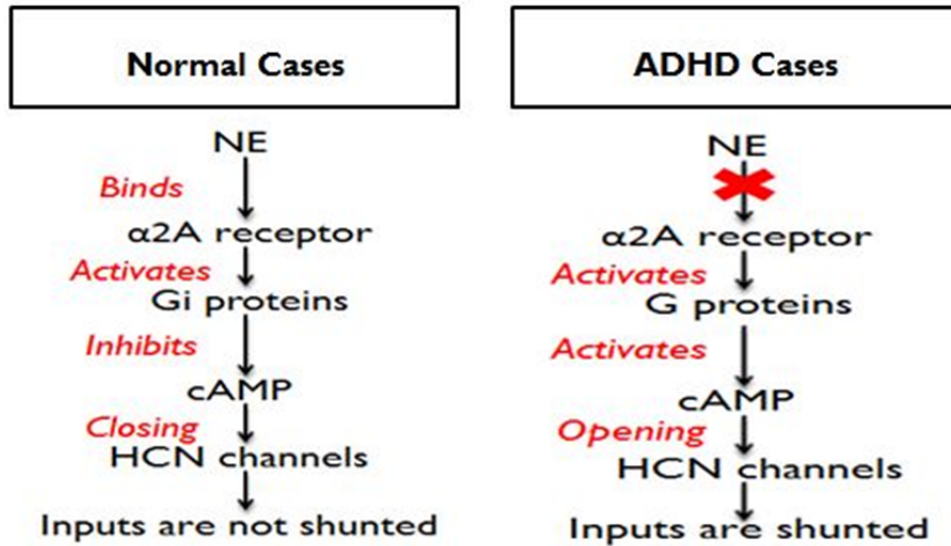 Normal Cases
NE
Binds
α2A receptor
Activates
Gi proteins
Inhibits
cAMP
Closing
HCN channels
Inputs are not shunted
ADHD Cases
NE
α2A receptor
Activates
G proteins
Activates
cAMP
Opening
HCN channels
Inputs are shunted